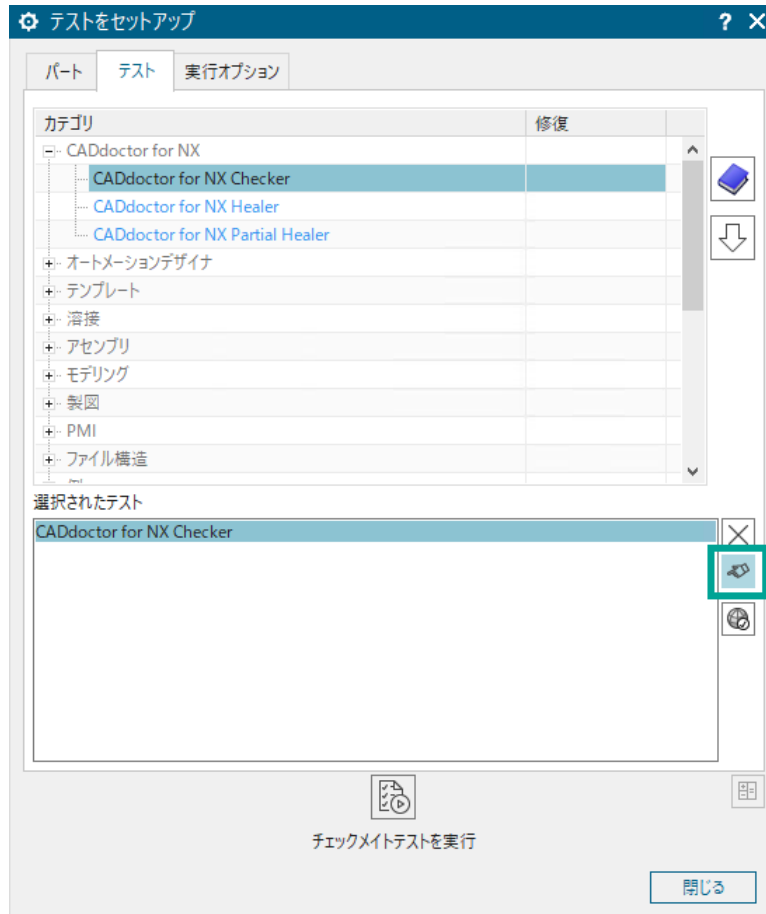 テストをセットアップ
パート テスト 実行オプション
カテゴリ 修復
CADdoctor for NX
CADdoctor for NX Checker
CADdoctor for NX Healer
CADdoctor for NX Partial Healer
オートメーションデザイナ
テンプレート
溶接
アセンブリ
モデリング
製図
PMI
ファイル構造
選択されたテスト
CADdoctor for NX Checker
チェックメイトテストを実行
閉じる